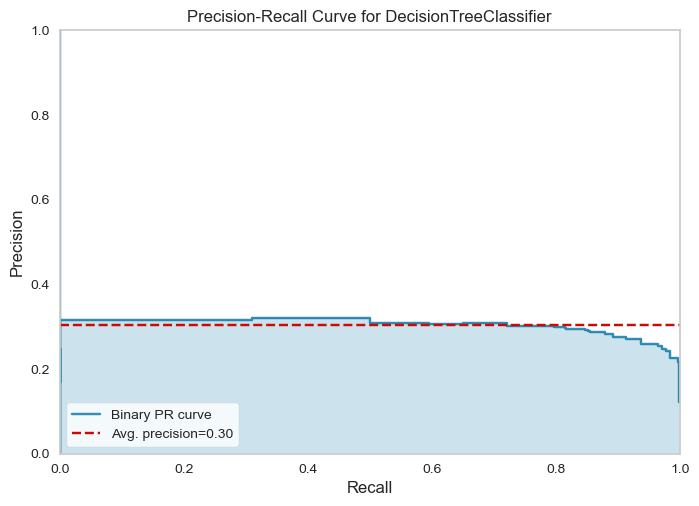 Precision-Recall Curve for DecisionTreeClassifier
1.0
0.8
0.6
0.4
0.2
0.0
Precision
Binary PR curve
Avg. precision=0.30
0.0 0.2 0.4 0.6 0.8 1.0
Recall